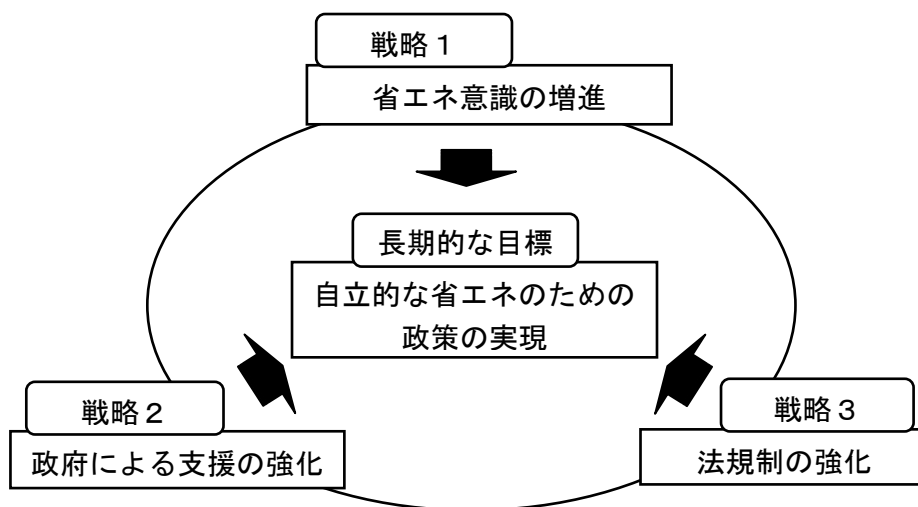 戦略１
省エネ意識の増進
長期的な目標
自立的な省エネのための
政策の実現
戦略２
政府による支援の強化
戦略３
法規制の強化